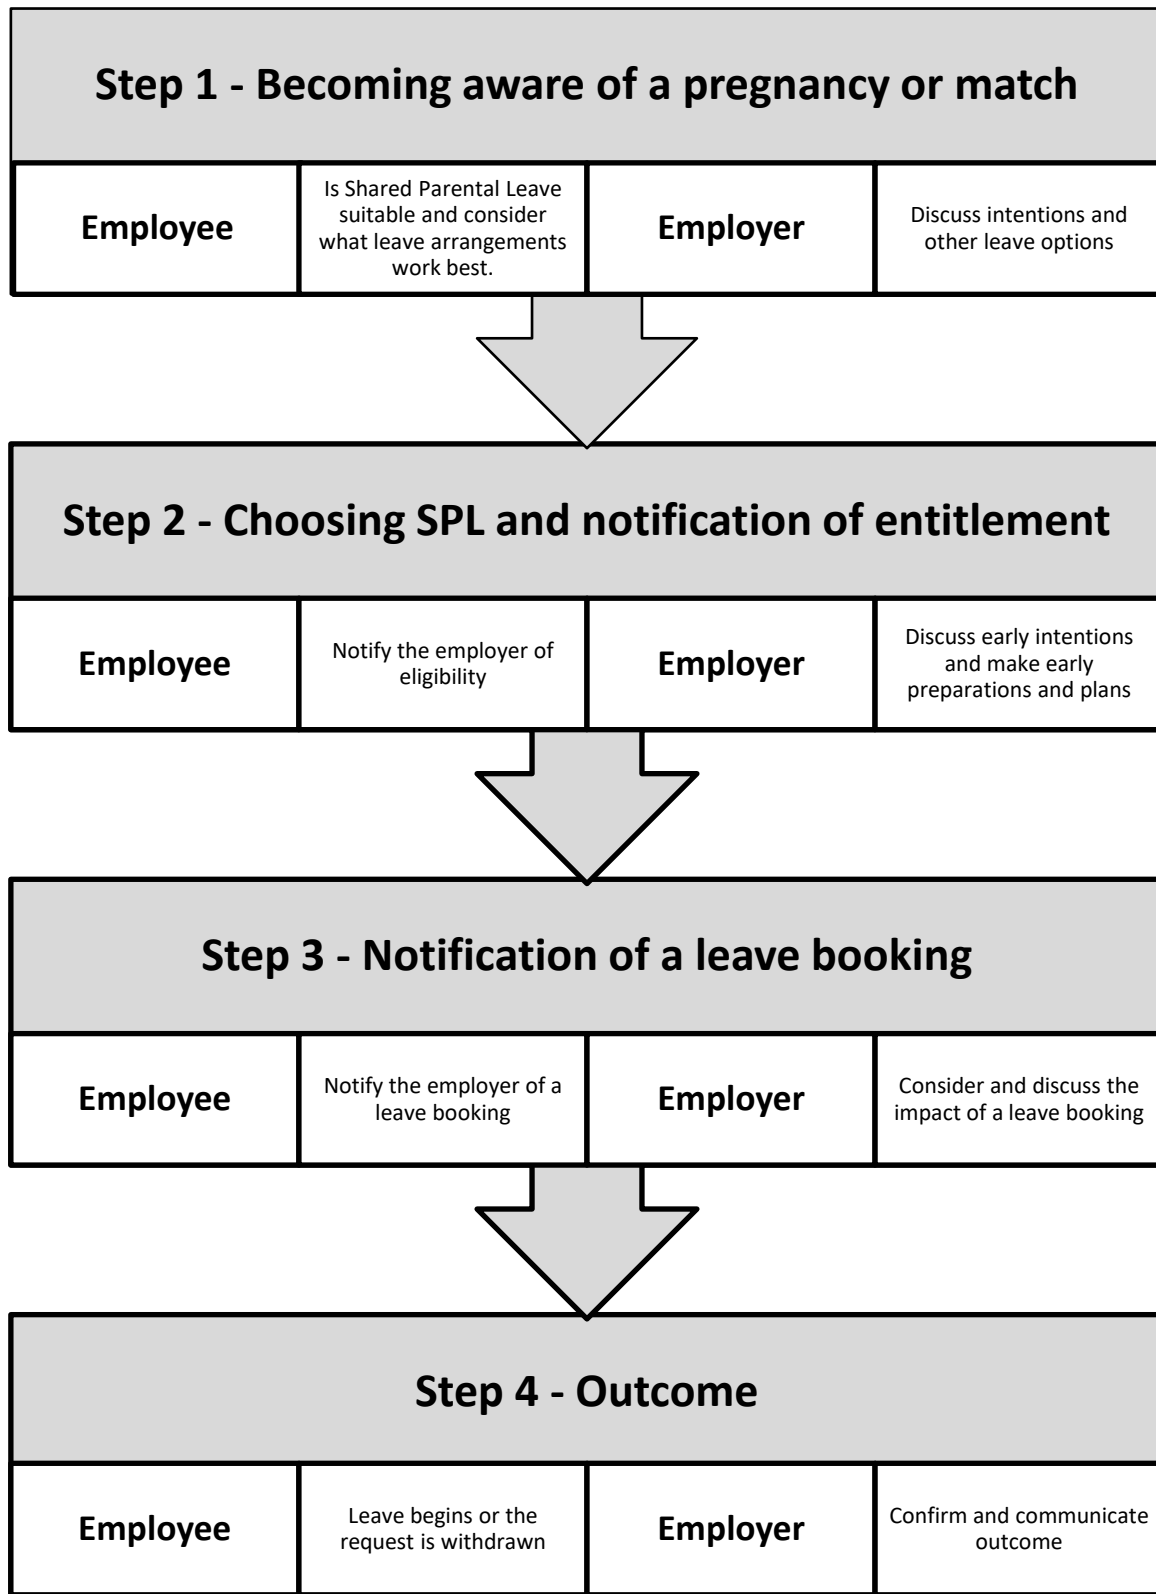 Step 1 - Becoming aware of a pregnancy or match
Employee
Is Shared Parental Leave
suitable and consider
what leave arrangements
work best.
Employer
Discuss intentions and
other leave options
Step 2 - Choosing SPL and notification of entitlement
Employee
Notify the employer of
eligibility
Employer
Discuss early intentions
and make early
preparations and plans
Step 3 - Notification of a leave booking
Employee
Notify the employer of a
leave booking
Employer
Consider and discuss the
impact of a leave booking
Step 4 - Outcome
Employee
Leave begins or the
request is withdrawn
Employer
Confirm and communicate
outcome